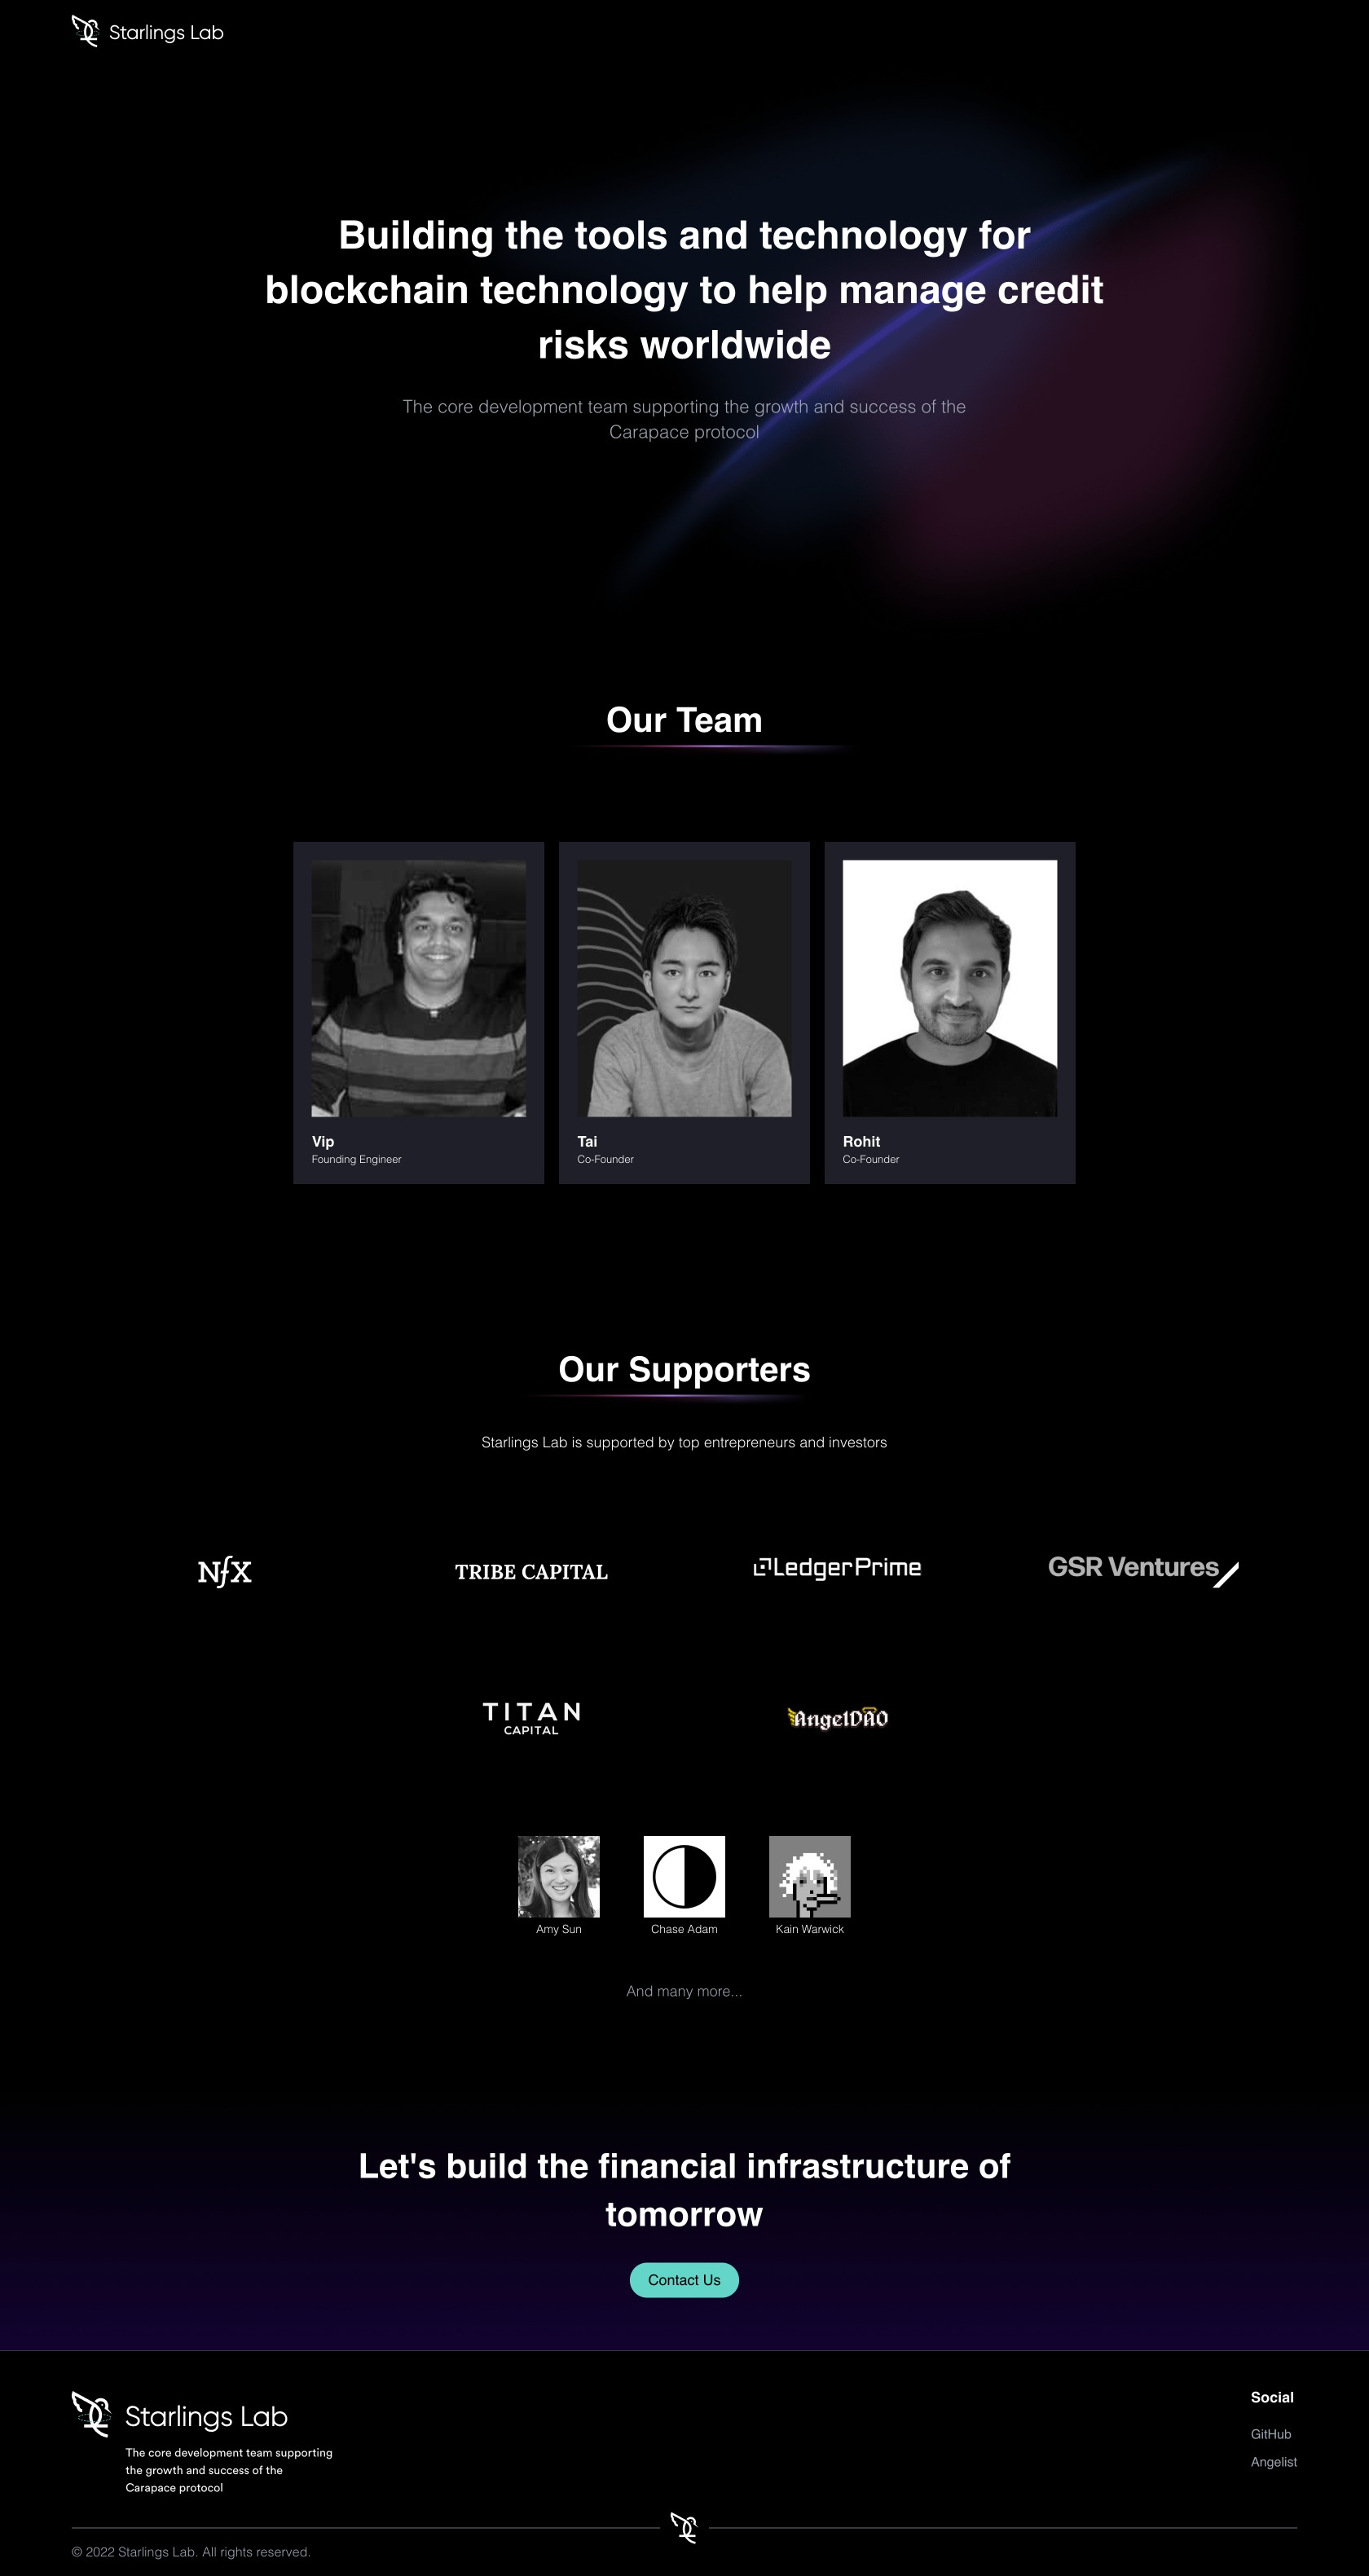 Starlings Lab
Building the tools and technology for
blockchain technology to help manage credit
risks worldwide
The core development team supporting the growth and success of the
Carapace protocol
Our Team
Vip
Founding Engineer
Tai
Co-Founder
Rohit
Co-Founder
Our Supporters
Starlings Lab is supported by top entrepreneurs and investors
NfX
TRIBE CAPITAL
LedgerPrime
GSR Ventures
TITAN
CAPITAL
AngelDAO
Amy Sun
Chase Adam
Kain Warwick
And many more...
Let's build the financial infrastructure of
tomorrow
Contact Us
Starlings Lab
The core development team supporting
the growth and success of the
Carapace protocol
Social
GitHub
Angelist
© 2022 Starlings Lab. All rights reserved.